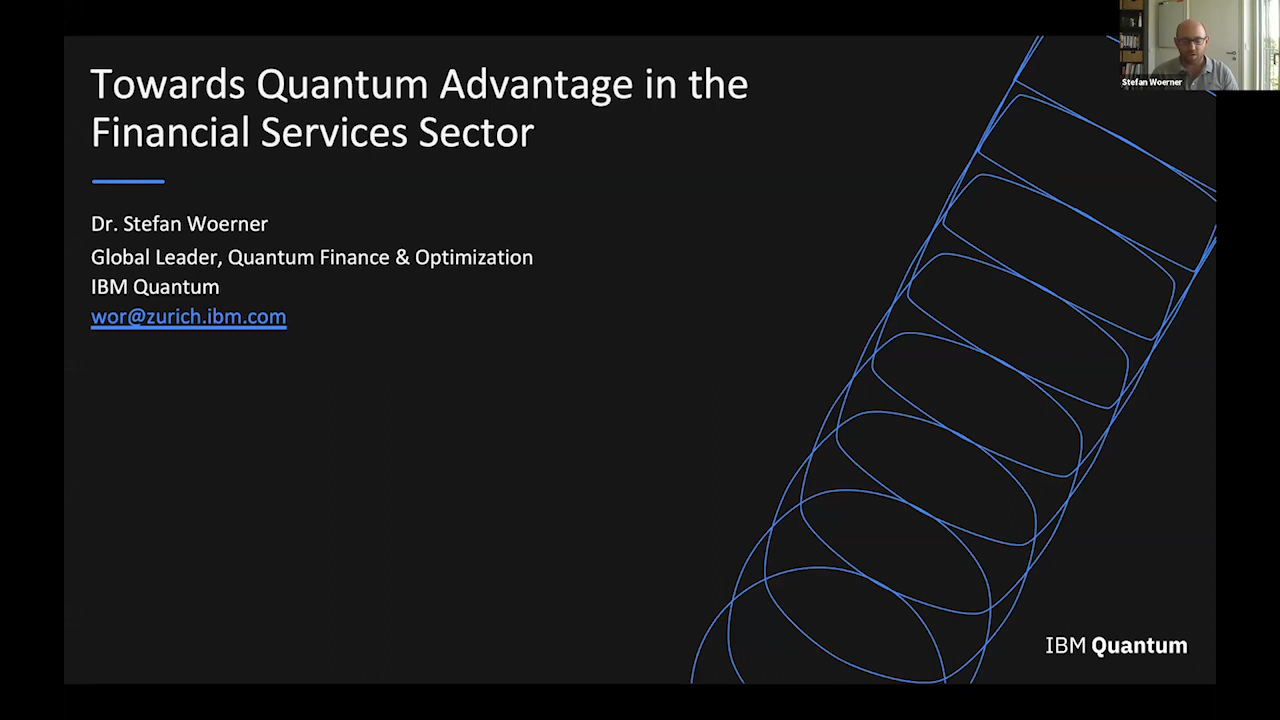 Towards Quantum Advantage in the
Financial Services Sector
Dr. Stefan Woerner
Global Leader, Quantum Finance & Optimization
IBM Quantum
wor@zurich.ibm.com
Stefan Woerner
IBM Quantum